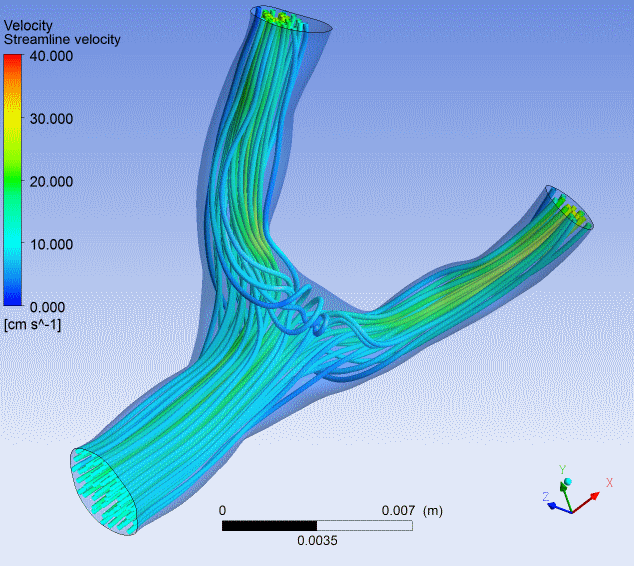 Velocity
Streamline velocity
40.000
30.000
20.000
10.000
0.000
[cm s^-1]
0 0.007 (m)
0.0035
Y
Z X